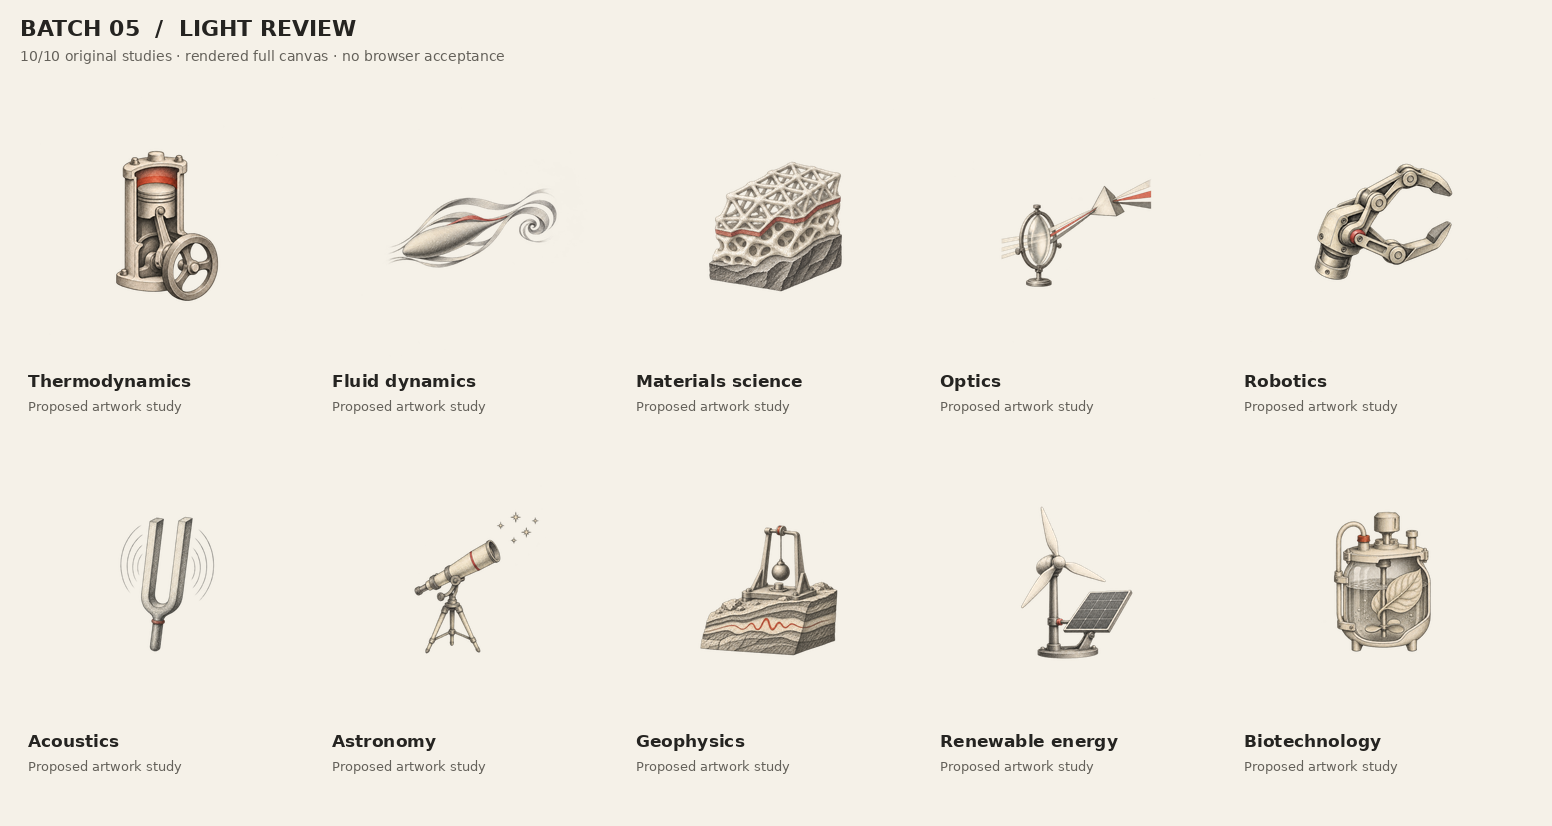 BATCH 05 / LIGHT REVIEW
10/10 original studies · rendered full canvas · no browser acceptance
Thermodynamics
Proposed artwork study
Fluid dynamics
Proposed artwork study
Materials science
Proposed artwork study
Optics
Proposed artwork study
Robotics
Proposed artwork study
Acoustics
Proposed artwork study
Astronomy
Proposed artwork study
Geophysics
Proposed artwork study
Renewable energy
Proposed artwork study
Biotechnology
Proposed artwork study